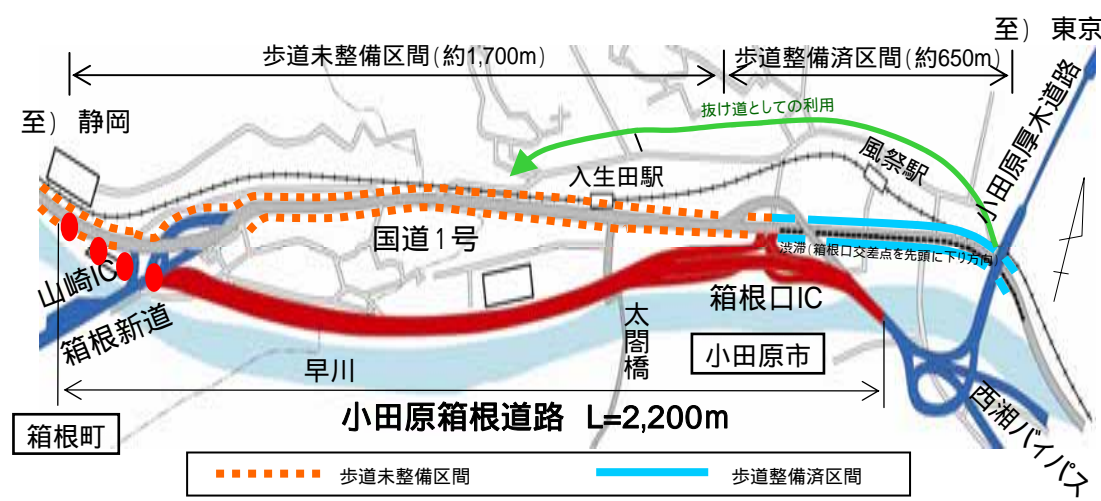 至） 東京
歩道未整備区間（約1,700m）
歩道整備済区間（約650m）
至） 静岡
抜け道としての利用
小田原厚木道路
風祭駅
入生田駅
国道1号
渋滞（箱根口交差点を先頭に下り方向）
山崎IC
箱根新道
箱根口IC
太閤橋
小田原市
早川
小田原箱根道路 L=2,200m
西湘バイパス
箱根町
歩道未整備区間
歩道整備済区間